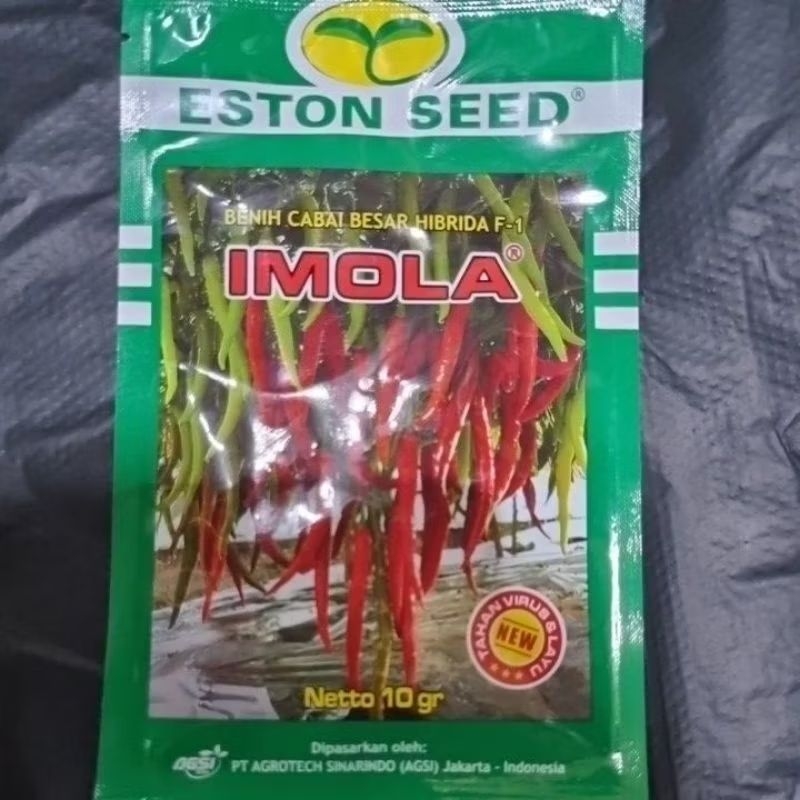 ESTON SEED®
BENIH CABAI BESAR HIBRIDA F-1
IMOLA®
TAHAN VIRUS & LAYU
NEW
Netto 10 gr
Dipasarkan oleh:
AGSI
PT AGROTECH SINARINDO (AGSI) Jakarta - Indonesia